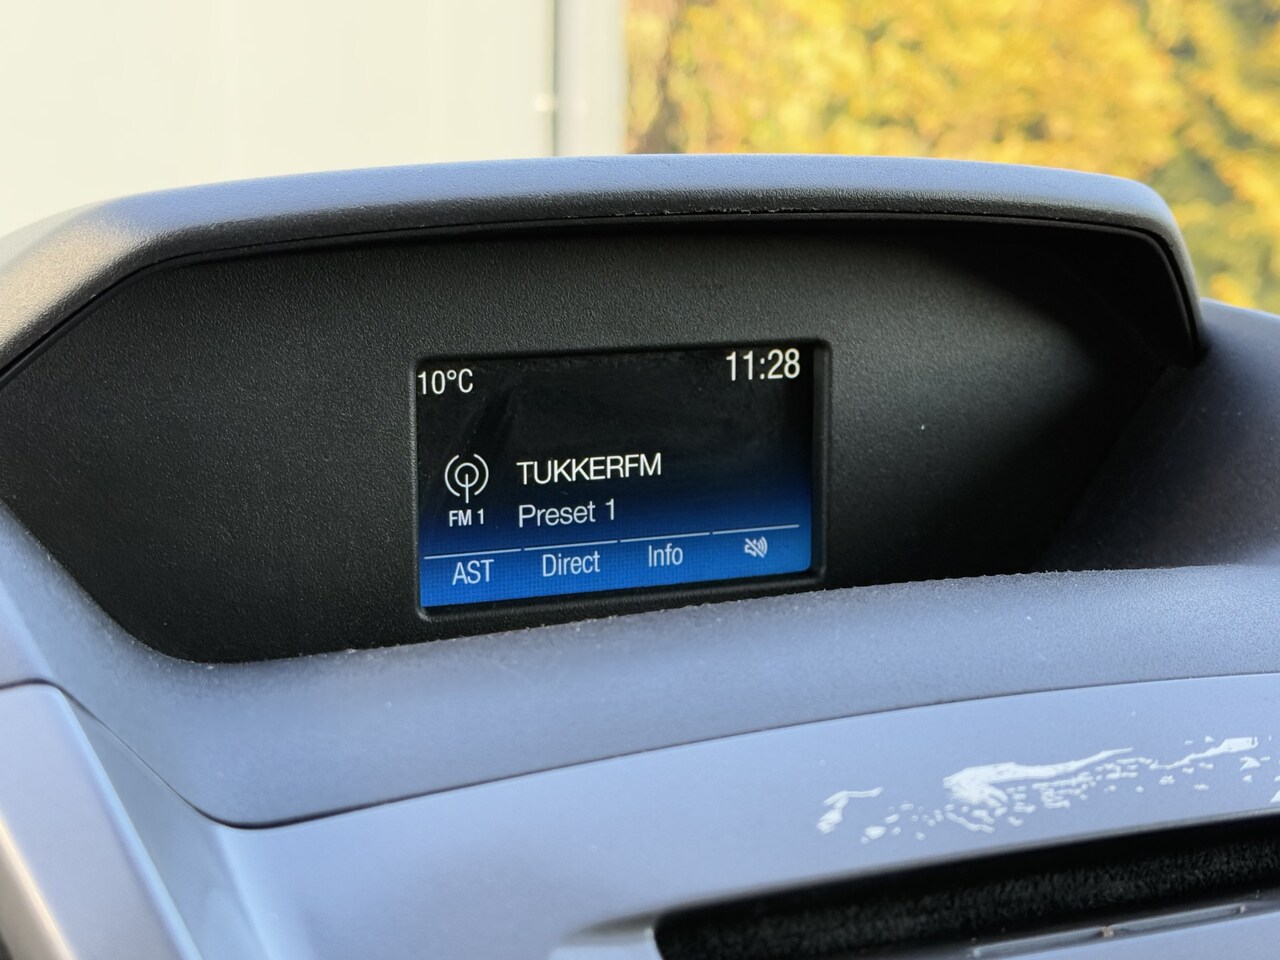 10°C 11:28
TUKKERFM
FM 1 Preset 1
AST Direct Info